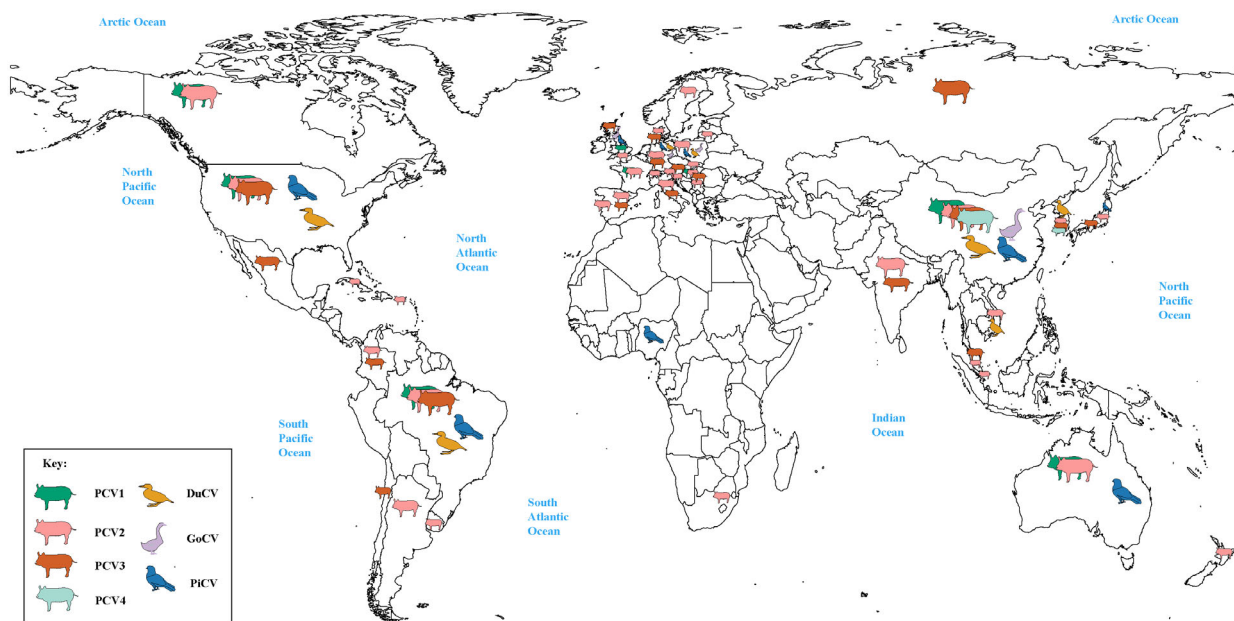 Arctic Ocean
Arctic Ocean
North
Pacific
Ocean
North
Atlantic
Ocean
North
Pacific
Ocean
South
Pacific
Ocean
Indian
Ocean
South
Atlantic
Ocean
Key:
PCV1
DuCV
PCV2
GoCV
PCV3
PiCV
PCV4